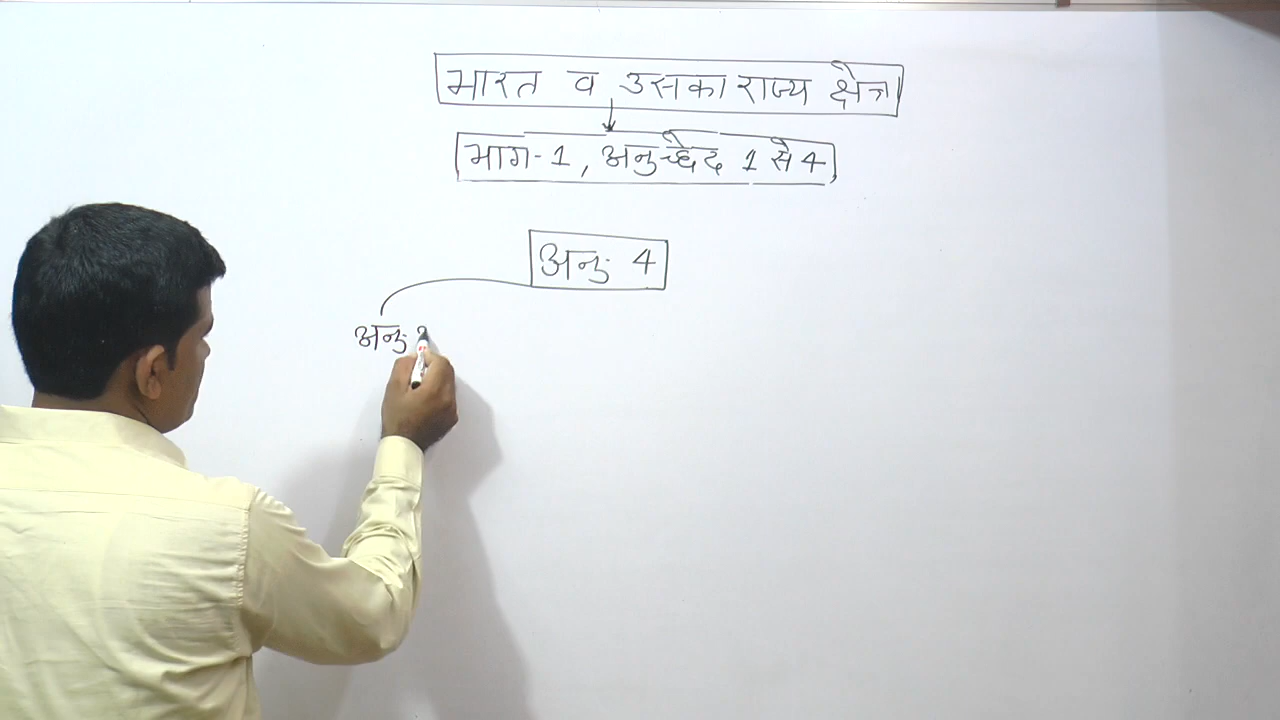 भारत व उसका राज्य क्षेत्र
भाग-1, अनुच्छेद 1 से 4
अनु. 4
अनु.